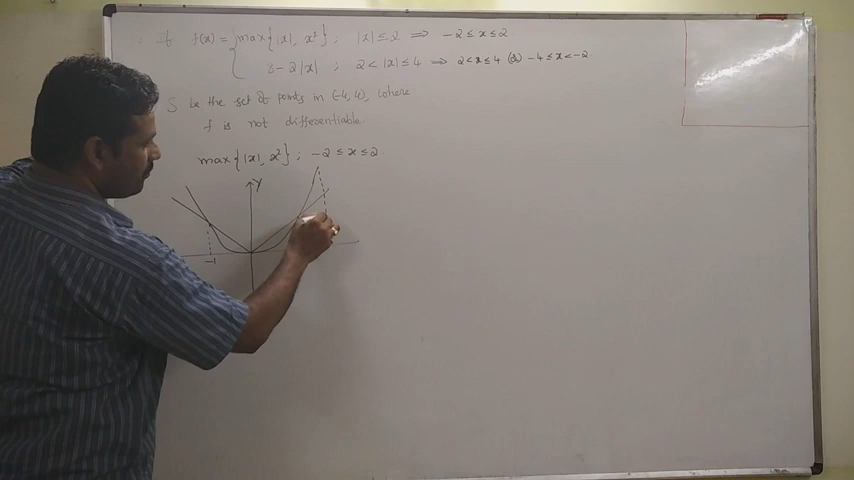 : If f(x) = { max{|x|, x²} ; |x| ≤ 2 ⇒ -2 ≤ x ≤ 2
8 - 2|x| ; 2 < |x| ≤ 4 ⇒ 2 < x ≤ 4 (or) -4 ≤ x < -2
S be the set of points in (-4, 4), where
f is not differentiable.
max{|x|, x²} ; -2 ≤ x ≤ 2.
Y
-1